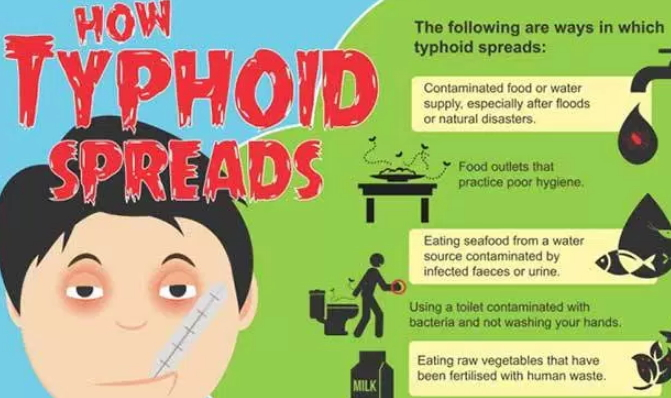 HOW
TYPHOID
SPREADS
The following are ways in which
typhoid spreads:
Contaminated food or water
supply, especially after floods
or natural disasters.
Food outlets that
practice poor hygiene.
Eating seafood from a water
source contaminated by
infected faeces or urine.
Using a toilet contaminated with
bacteria and not washing your hands.
Eating raw vegetables that have
been fertilised with human waste.
MILK